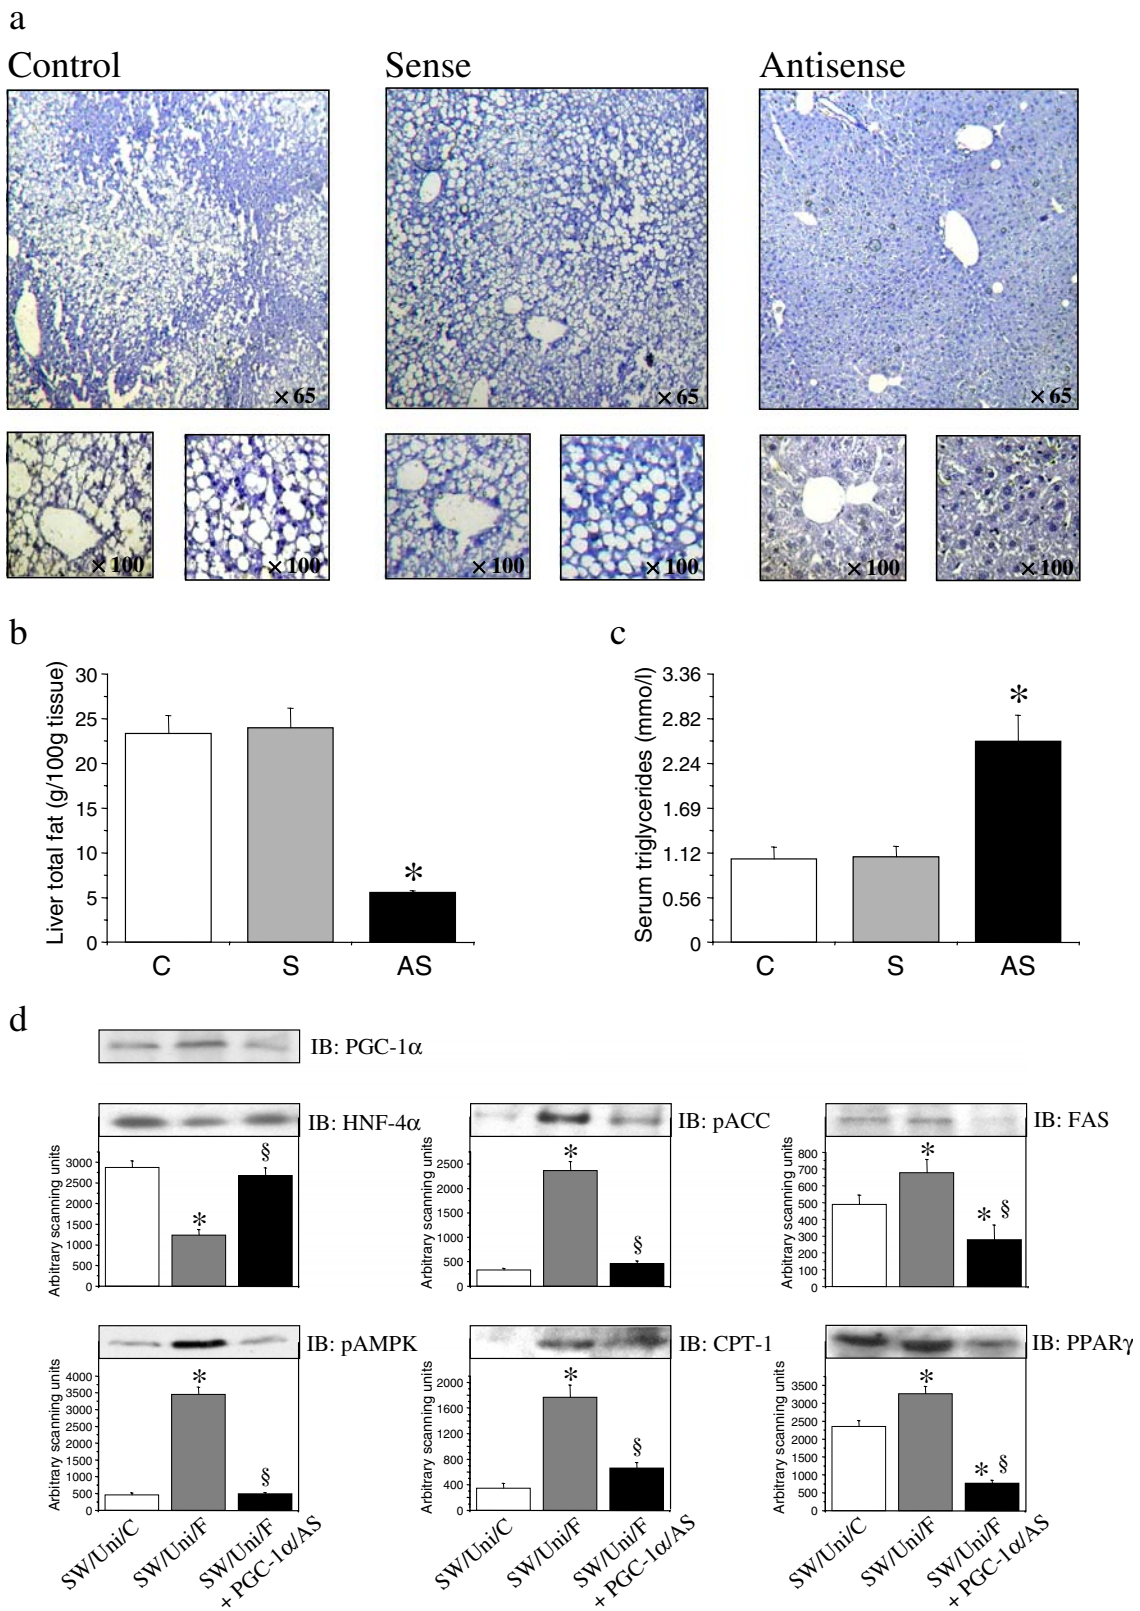 a
Control
Sense
Antisense
× 65
× 65
× 65
× 100
× 100
× 100
× 100
× 100
× 100
b
Liver total fat (g/100g tissue)
30
25
20
15
10
5
0
*
C
S
AS
c
Serum triglycerides (mmo/l)
3.36
2.82
2.24
1.69
1.12
0.56
0
*
C
S
AS
d
IB: PGC-1α
IB: HNF-4α
Arbitrary scanning units
3000
2500
2000
1500
1000
500
0
*
§
IB: pACC
Arbitrary scanning units
2500
2000
1500
1000
500
0
*
§
IB: FAS
Arbitrary scanning units
800
700
600
500
400
300
200
100
0
*
* §
IB: pAMPK
Arbitrary scanning units
4000
3500
3000
2500
2000
1500
1000
500
0
*
§
SW/Uni/C
SW/Uni/F
SW/Uni/F
+ PGC-1α/AS
IB: CPT-1
Arbitrary scanning units
2000
1600
1200
800
400
0
*
§
SW/Uni/C
SW/Uni/F
SW/Uni/F
+ PGC-1α/AS
IB: PPARγ
Arbitrary scanning units
3500
3000
2500
2000
1500
1000
500
0
*
* §
SW/Uni/C
SW/Uni/F
SW/Uni/F
+ PGC-1α/AS